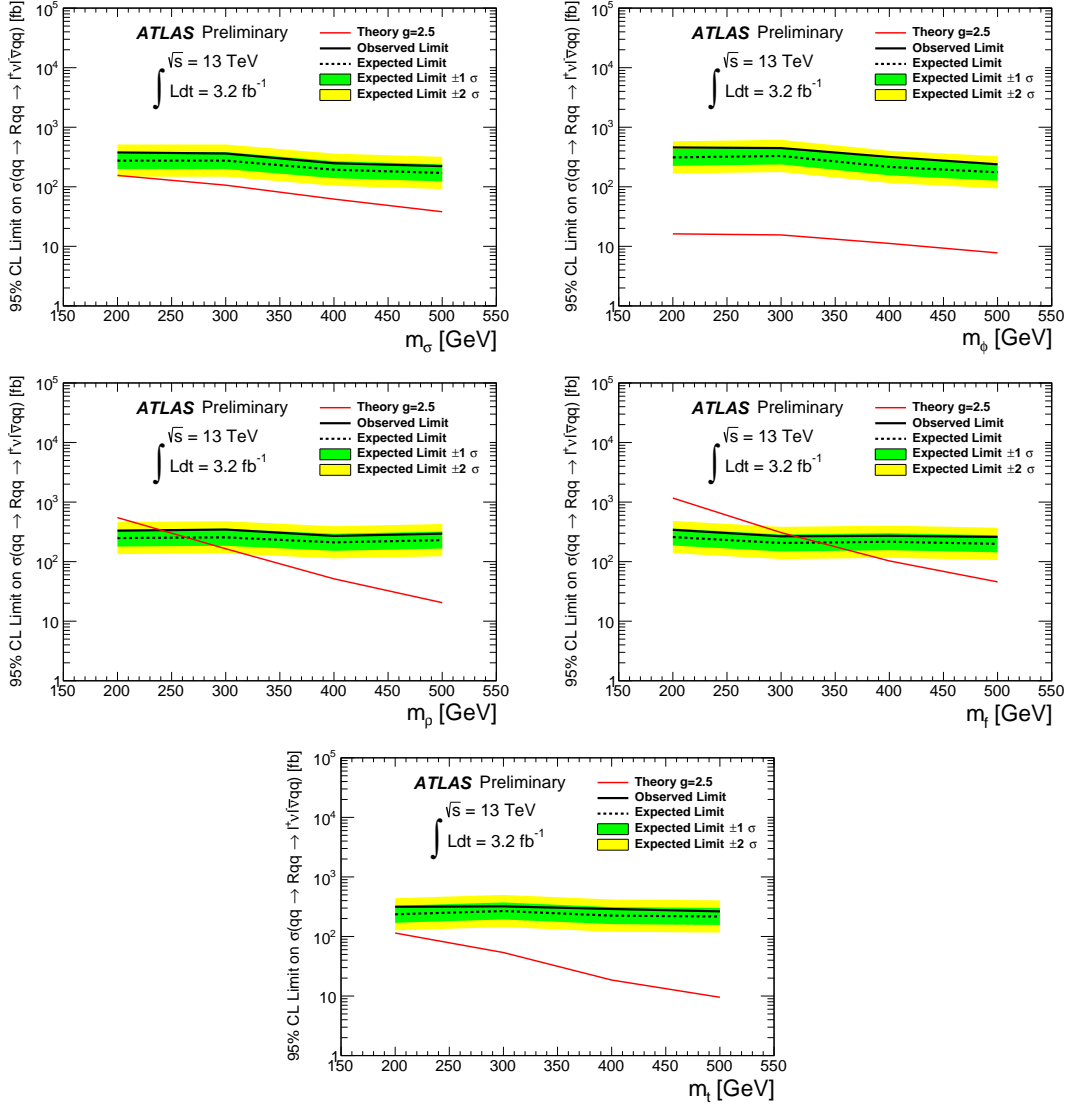 95% CL Limit on σ(qq → Rqq → l⁺νl⁻ν̄qq) [fb]
10⁵
10⁴
10³
10²
10
1
ATLAS Preliminary
∫ √s = 13 TeV
Ldt = 3.2 fb⁻¹
Theory g=2.5
Observed Limit
Expected Limit
Expected Limit ±1 σ
Expected Limit ±2 σ
150 200 250 300 350 400 450 500 550
m_σ [GeV]
95% CL Limit on σ(qq → Rqq → l⁺νl⁻ν̄qq) [fb]
10⁵
10⁴
10³
10²
10
1
ATLAS Preliminary
∫ √s = 13 TeV
Ldt = 3.2 fb⁻¹
Theory g=2.5
Observed Limit
Expected Limit
Expected Limit ±1 σ
Expected Limit ±2 σ
150 200 250 300 350 400 450 500 550
m_ϕ [GeV]
95% CL Limit on σ(qq → Rqq → l⁺νl⁻ν̄qq) [fb]
10⁵
10⁴
10³
10²
10
1
ATLAS Preliminary
∫ √s = 13 TeV
Ldt = 3.2 fb⁻¹
Theory g=2.5
Observed Limit
Expected Limit
Expected Limit ±1 σ
Expected Limit ±2 σ
150 200 250 300 350 400 450 500 550
m_ρ [GeV]
95% CL Limit on σ(qq → Rqq → l⁺νl⁻ν̄qq) [fb]
10⁵
10⁴
10³
10²
10
1
ATLAS Preliminary
∫ √s = 13 TeV
Ldt = 3.2 fb⁻¹
Theory g=2.5
Observed Limit
Expected Limit
Expected Limit ±1 σ
Expected Limit ±2 σ
150 200 250 300 350 400 450 500 550
m_f [GeV]
95% CL Limit on σ(qq → Rqq → l⁺νl⁻ν̄qq) [fb]
10⁵
10⁴
10³
10²
10
1
ATLAS Preliminary
∫ √s = 13 TeV
Ldt = 3.2 fb⁻¹
Theory g=2.5
Observed Limit
Expected Limit
Expected Limit ±1 σ
Expected Limit ±2 σ
150 200 250 300 350 400 450 500 550
m_t [GeV]